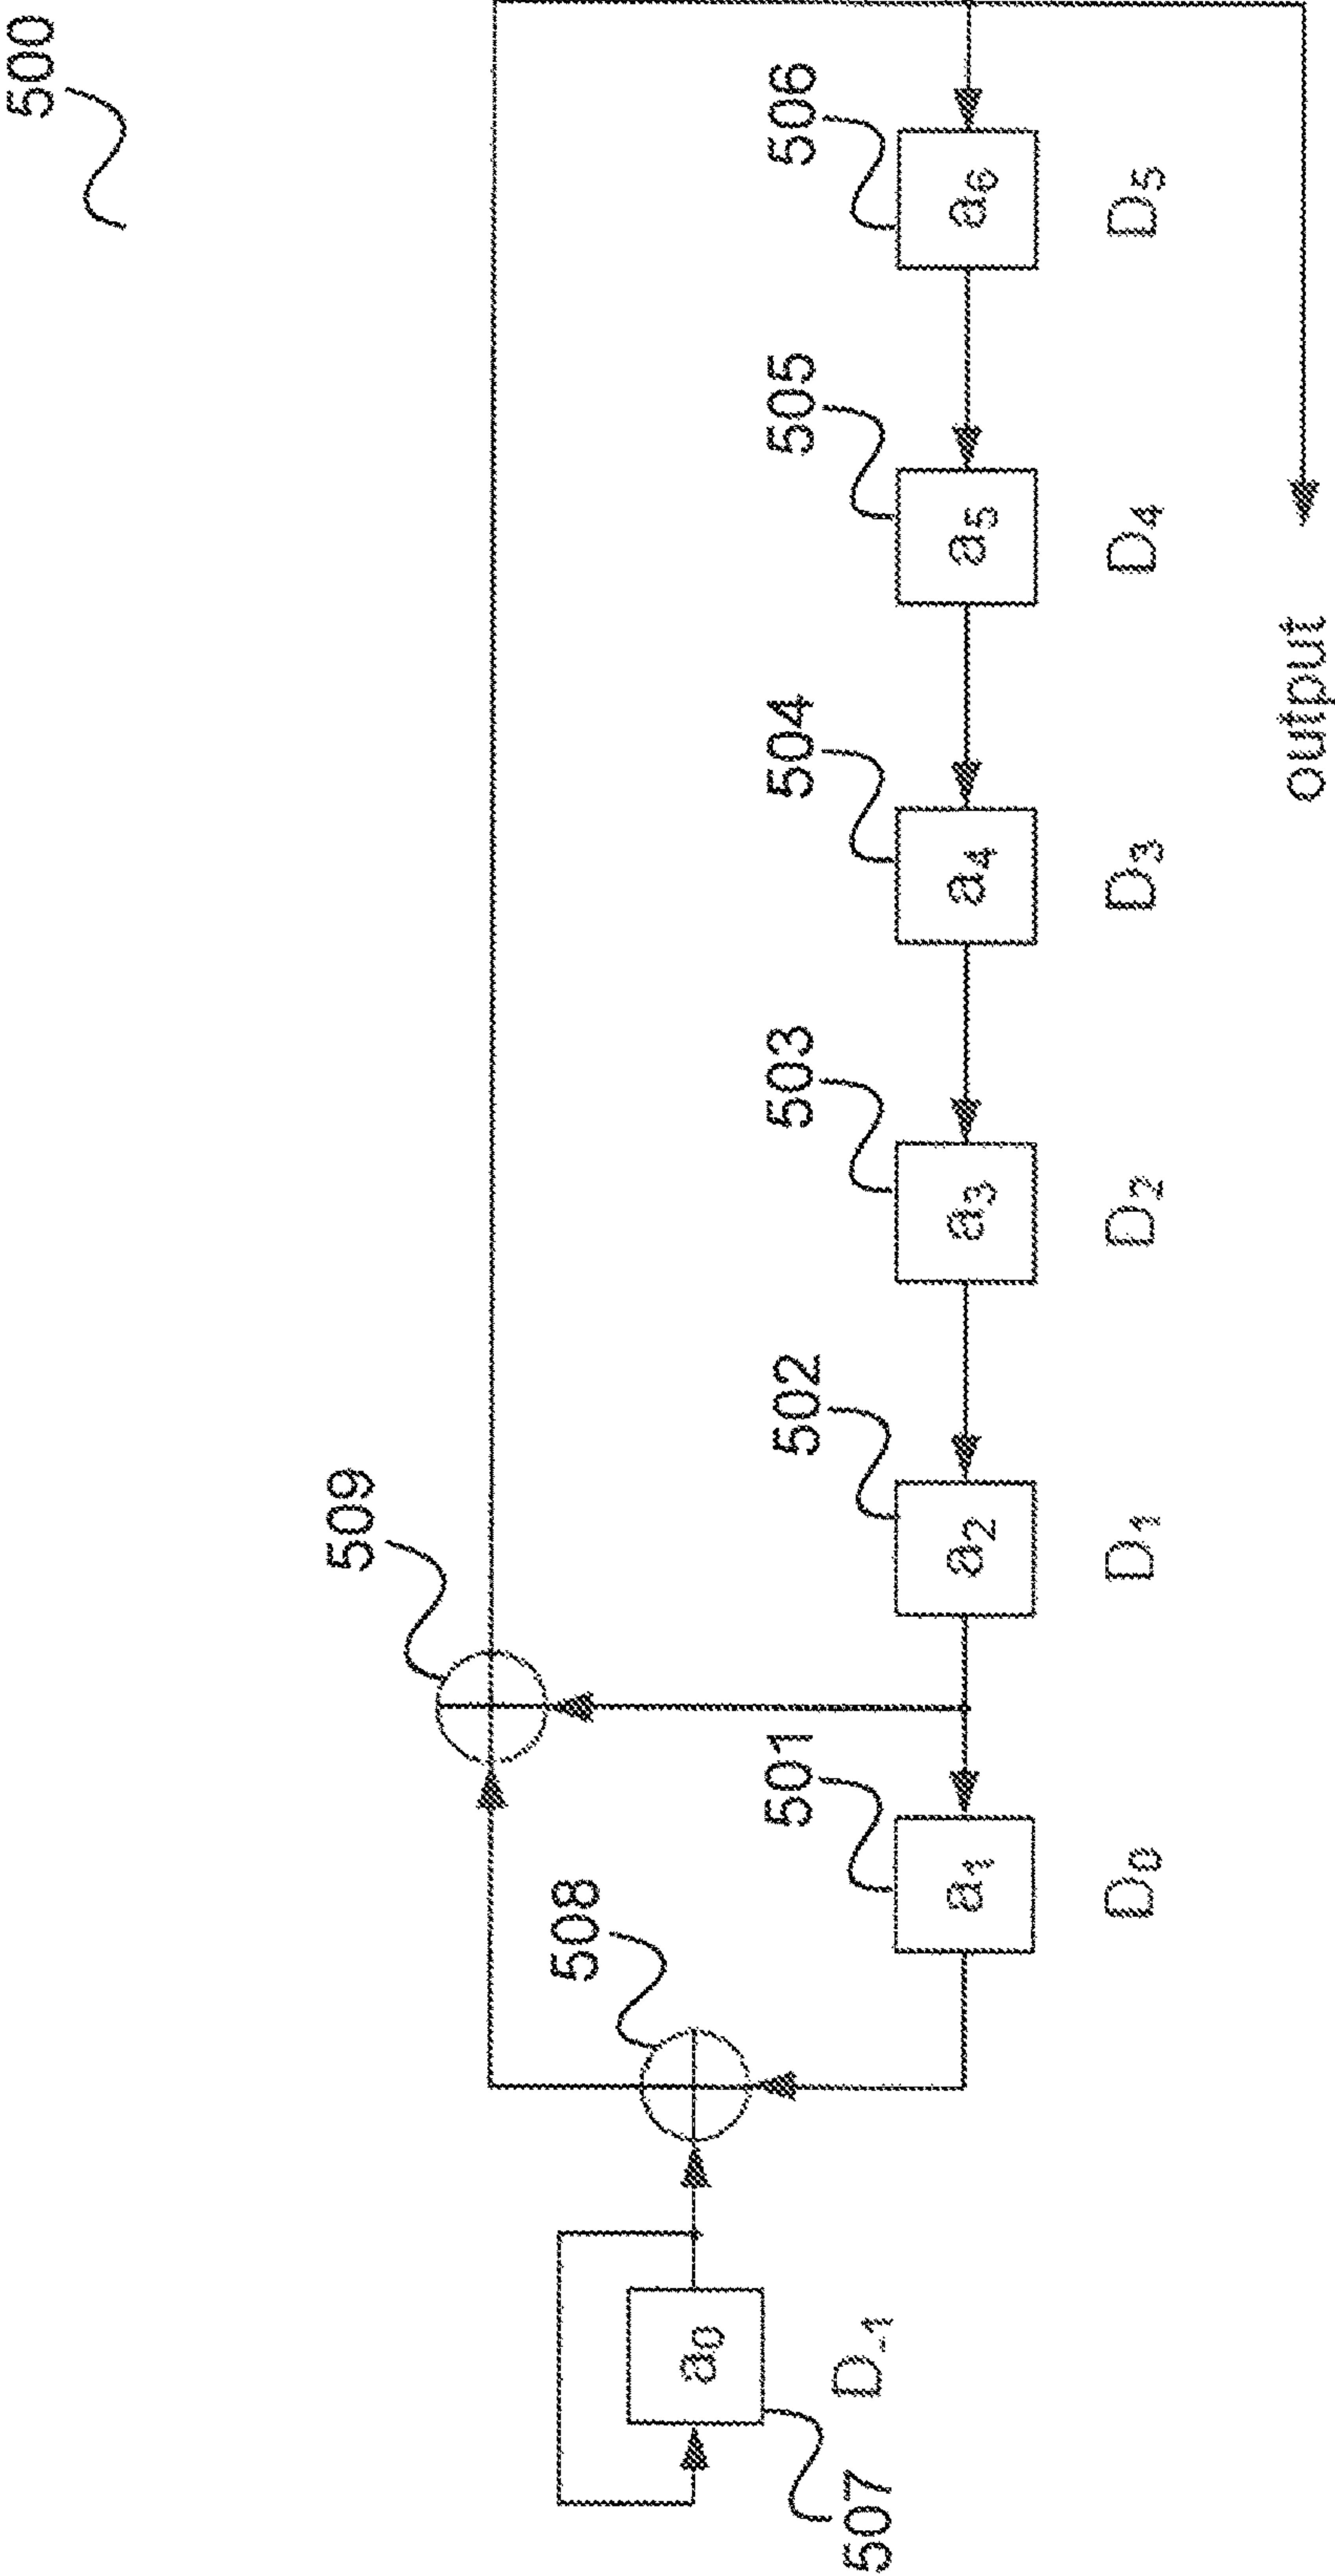 500
509
508
507
501
502
503
504
505
506
a₀
a₁
a₂
a₃
a₄
a₅
a₆
D₋₁
D₀
D₁
D₂
D₃
D₄
D₅
output